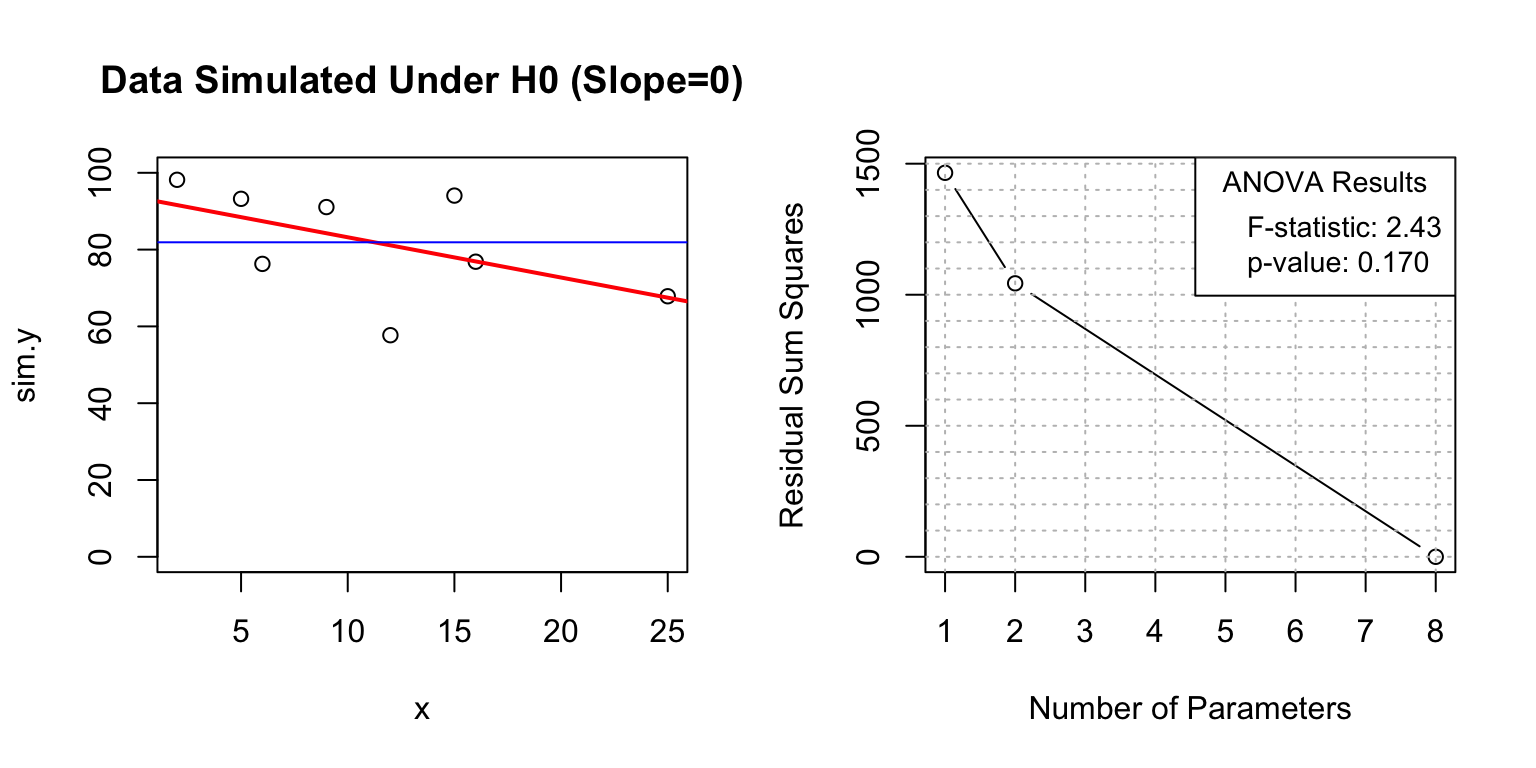 Data Simulated Under H0 (Slope=0)
sim.y
0
20
40
60
80
100
5
10
15
20
25
x
Residual Sum Squares
0
500
1000
1500
ANOVA Results
F-statistic: 2.43
p-value: 0.170
1
2
3
4
5
6
7
8
Number of Parameters